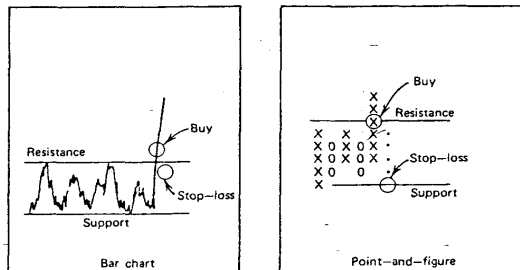 Buy
Resistance
Stop-loss
Support
Bar chart
X
X Buy
X Resistance
X X X
X O X O X
X O X O X Stop-loss
X O O
X Support
Point-and-figure